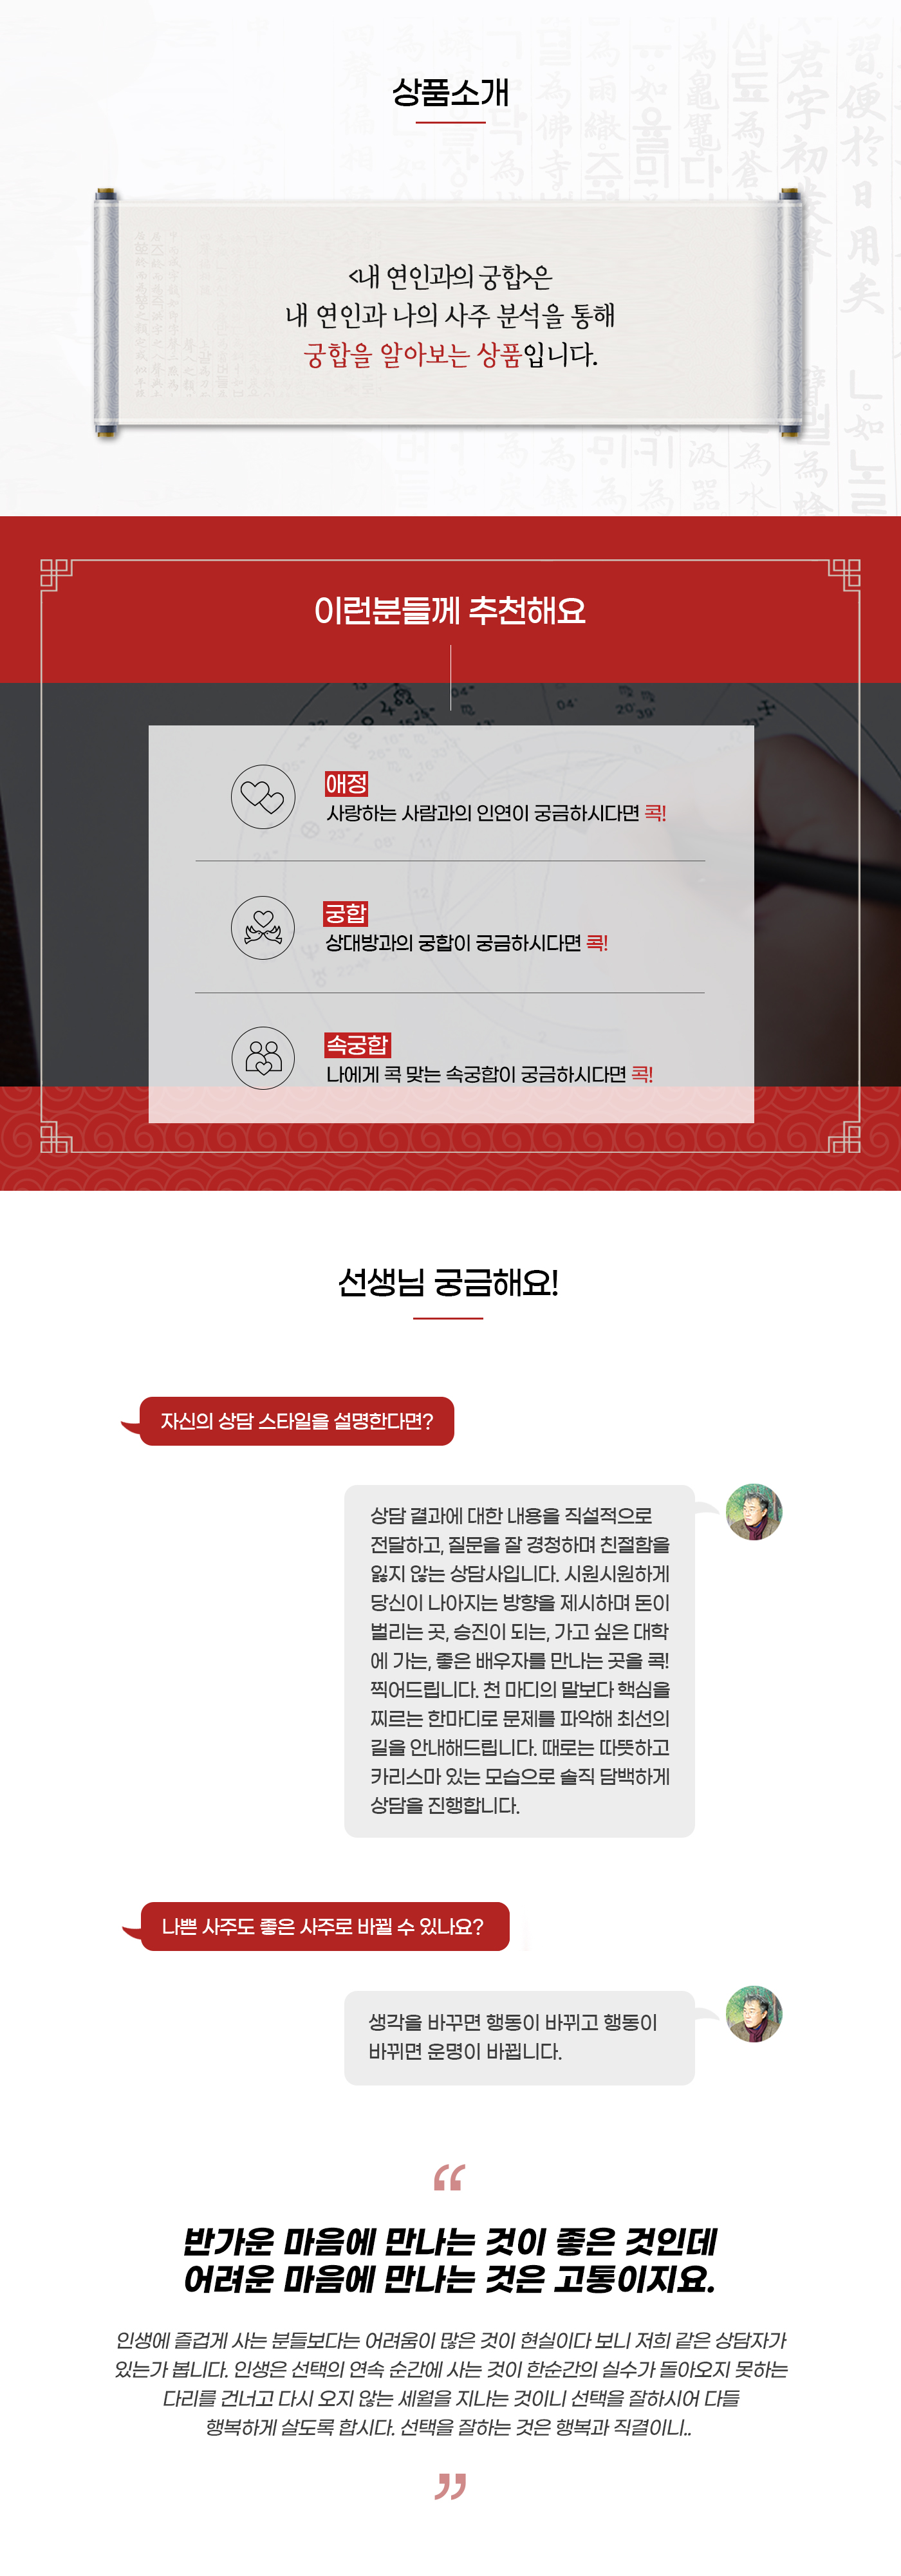 상품소개
<내 연인과의 궁합>은
내 연인과 나의 사주 분석을 통해
궁합을 알아보는 상품입니다.
이런분들께 추천해요
애정
사랑하는 사람과의 인연이 궁금하시다면 콕!
궁합
상대방과의 궁합이 궁금하시다면 콕!
속궁합
나에게 콕 맞는 속궁합이 궁금하시다면 콕!
선생님 궁금해요!
자신의 상담 스타일을 설명한다면?
상담 결과에 대한 내용을 직설적으로
전달하고, 질문을 잘 경청하며 친절함을
잃지 않는 상담사입니다. 시원시원하게
당신이 나아지는 방향을 제시하며 돈이
벌리는 곳, 승진이 되는, 가고 싶은 대학
에 가는, 좋은 배우자를 만나는 곳을 콕!
찍어드립니다. 천 마디의 말보다 핵심을
찌르는 한마디로 문제를 파악해 최선의
길을 안내해드립니다. 때로는 따뜻하고
카리스마 있는 모습으로 솔직 담백하게
상담을 진행합니다.
나쁜 사주도 좋은 사주로 바뀔 수 있나요?
생각을 바꾸면 행동이 바뀌고 행동이
바뀌면 운명이 바뀝니다.
“
반가운 마음에 만나는 것이 좋은 것인데
어려운 마음에 만나는 것은 고통이지요.
인생에 즐겁게 사는 분들보다는 어려움이 많은 것이 현실이다 보니 저희 같은 상담자가
있는가 봅니다. 인생은 선택의 연속 순간에 사는 것이 한순간의 실수가 돌아오지 못하는
다리를 건너고 다시 오지 않는 세월을 지나는 것이니 선택을 잘하시어 다들
행복하게 살도록 합시다. 선택을 잘하는 것은 행복과 직결이니..
”